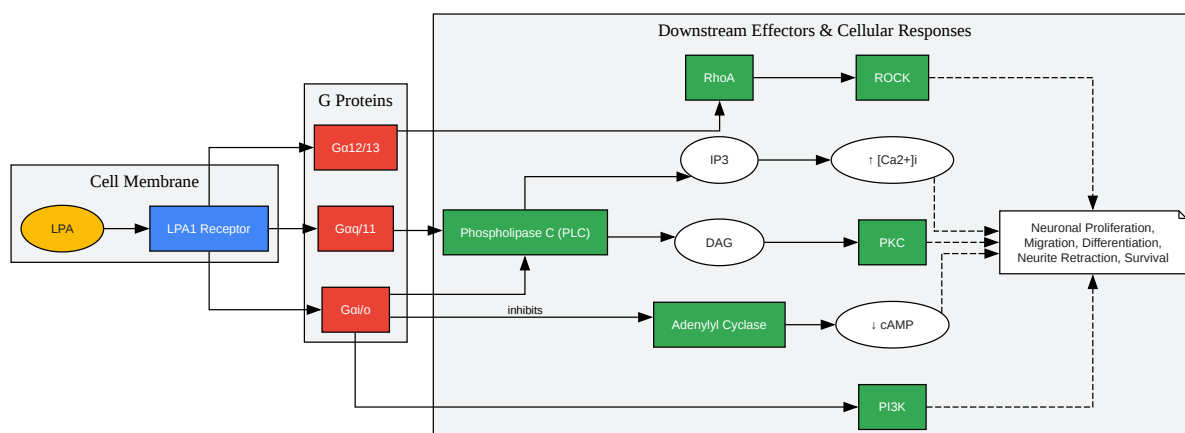 Downstream Effectors & Cellular Responses
RhoA
ROCK
G Proteins
Gα12/13
IP3
↑ [Ca2+]i
Cell Membrane
LPA
LPA1 Receptor
Gαq/11
Phospholipase C (PLC)
DAG
PKC
Neuronal Proliferation,
Migration, Differentiation,
Neurite Retraction, Survival
Gαi/o
inhibits
Adenylyl Cyclase
↓ cAMP
PI3K